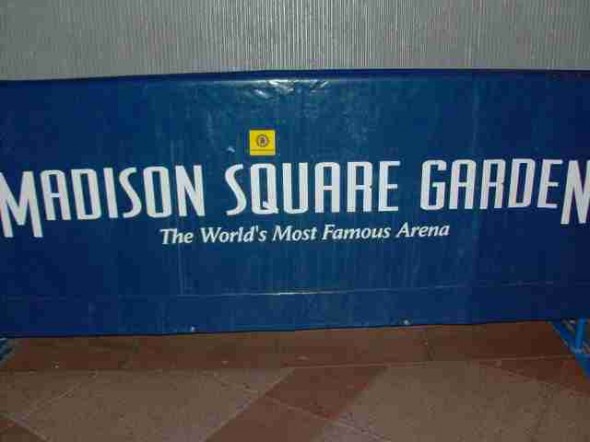 MADISON SQUARE GARDEN
The World's Most Famous Arena